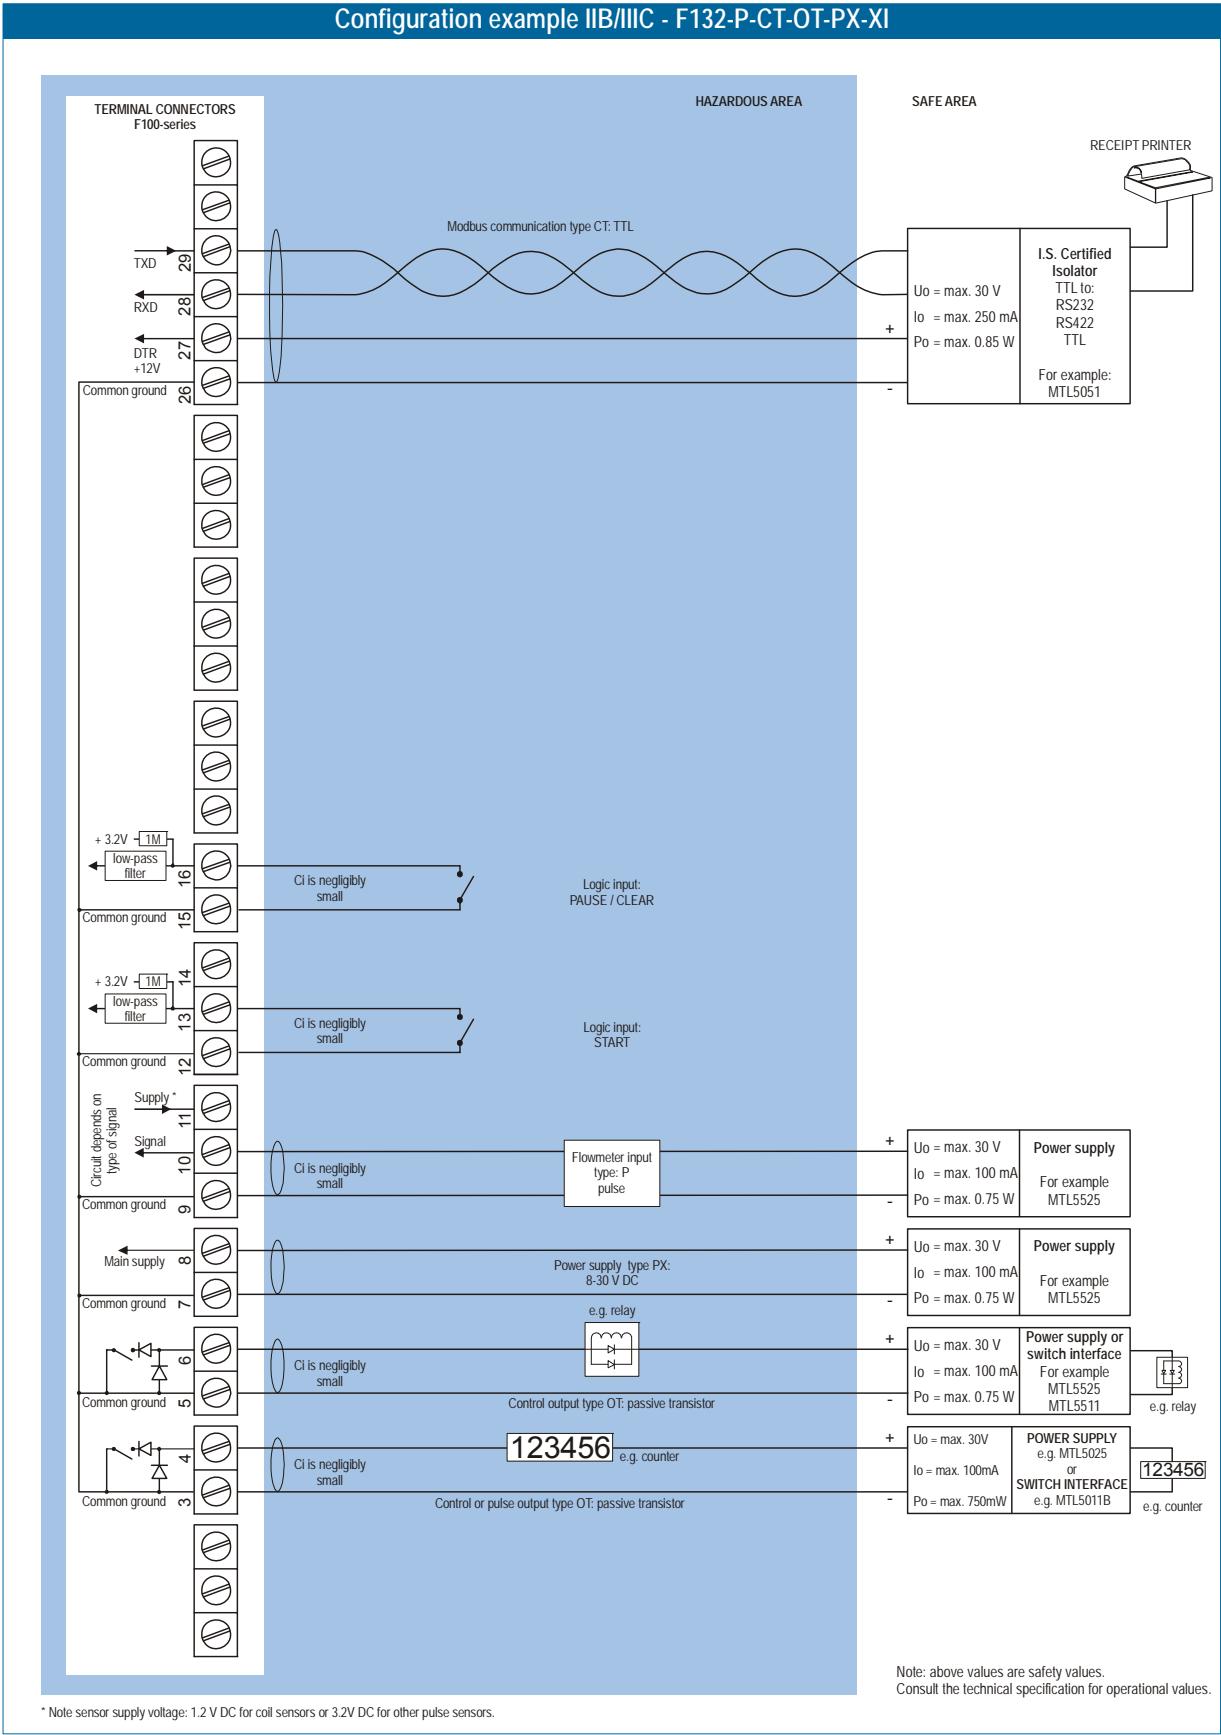 Configuration example IIB/IIIC - F132-P-CT-OT-PX-XI
HAZARDOUS AREA
SAFE AREA
TERMINAL CONNECTORS
F100-series
RECEIPT PRINTER
Modbus communication type CT: TTL
TXD
29
RXD
28
DTR
+12V
27
Common ground
26
+
-
Uo = max. 30 V
Io = max. 250 mA
Po = max. 0.85 W
I.S. Certified
Isolator
TTL to:
RS232
RS422
TTL
For example:
MTL5051
+ 3.2V
1M
low-pass
filter
16
Common ground
15
Ci is negligibly
small
Logic input:
PAUSE / CLEAR
14
+ 3.2V
1M
low-pass
filter
13
Common ground
12
Ci is negligibly
small
Logic input:
START
Circuit depends on
type of signal
Supply *
11
Signal
10
Common ground
9
Ci is negligibly
small
Flowmeter input
type: P
pulse
+
-
Uo = max. 30 V
Io = max. 100 mA
Po = max. 0.75 W
Power supply
For example
MTL5525
Main supply
8
Common ground
7
Power supply type PX:
8-30 V DC
+
-
Uo = max. 30 V
Io = max. 100 mA
Po = max. 0.75 W
Power supply
For example
MTL5525
6
Common ground
5
Ci is negligibly
small
e.g. relay
Control output type OT: passive transistor
+
-
Uo = max. 30 V
Io = max. 100 mA
Po = max. 0.75 W
Power supply or
switch interface
For example
MTL5525
MTL5511
e.g. relay
4
Common ground
3
Ci is negligibly
small
123456
e.g. counter
Control or pulse output type OT: passive transistor
+
-
Uo = max. 30V
Io = max. 100mA
Po = max. 750mW
POWER SUPPLY
e.g. MTL5025
or
SWITCH INTERFACE
e.g. MTL5011B
123456
e.g. counter
Note: above values are safety values.
Consult the technical specification for operational values.
* Note sensor supply voltage: 1.2 V DC for coil sensors or 3.2V DC for other pulse sensors.